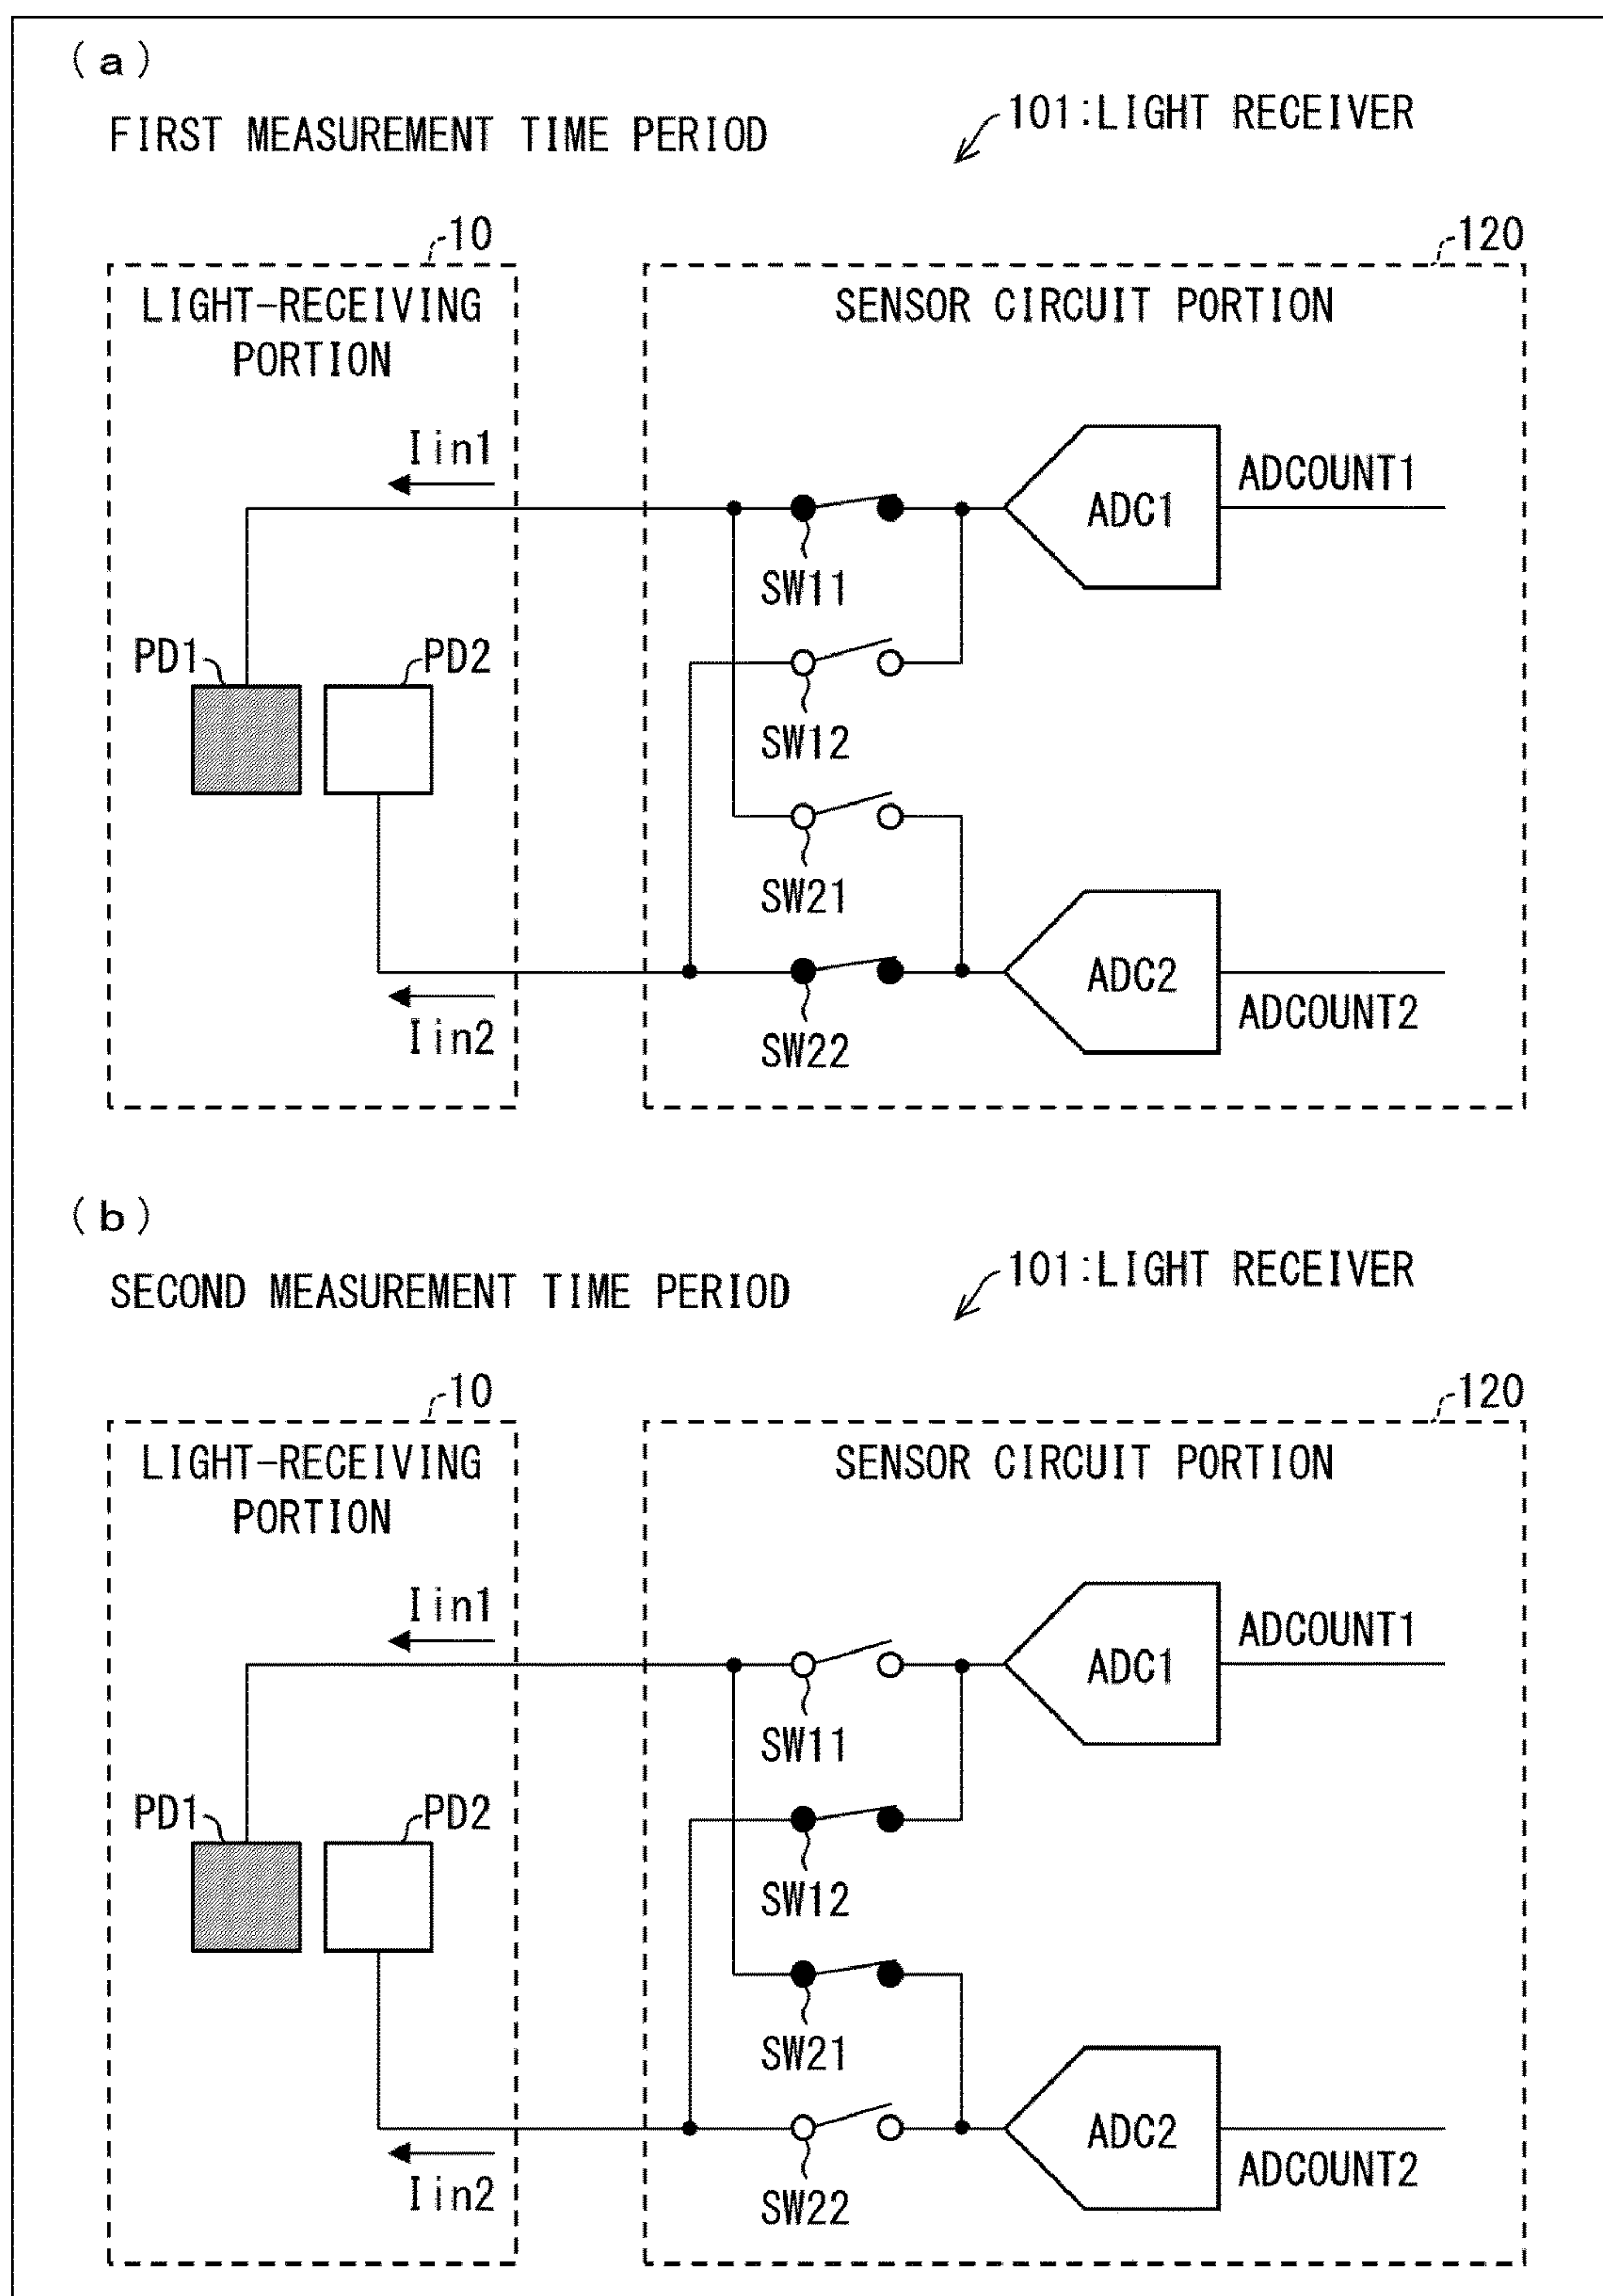 (a)
FIRST MEASUREMENT TIME PERIOD
101:LIGHT RECEIVER
10
120
LIGHT-RECEIVING
PORTION
SENSOR CIRCUIT PORTION
Iin1
ADC1
ADCOUNT1
SW11
PD1
PD2
SW12
SW21
ADC2
ADCOUNT2
Iin2
SW22
(b)
SECOND MEASUREMENT TIME PERIOD
101:LIGHT RECEIVER
10
120
LIGHT-RECEIVING
PORTION
SENSOR CIRCUIT PORTION
Iin1
ADC1
ADCOUNT1
SW11
PD1
PD2
SW12
SW21
ADC2
ADCOUNT2
Iin2
SW22